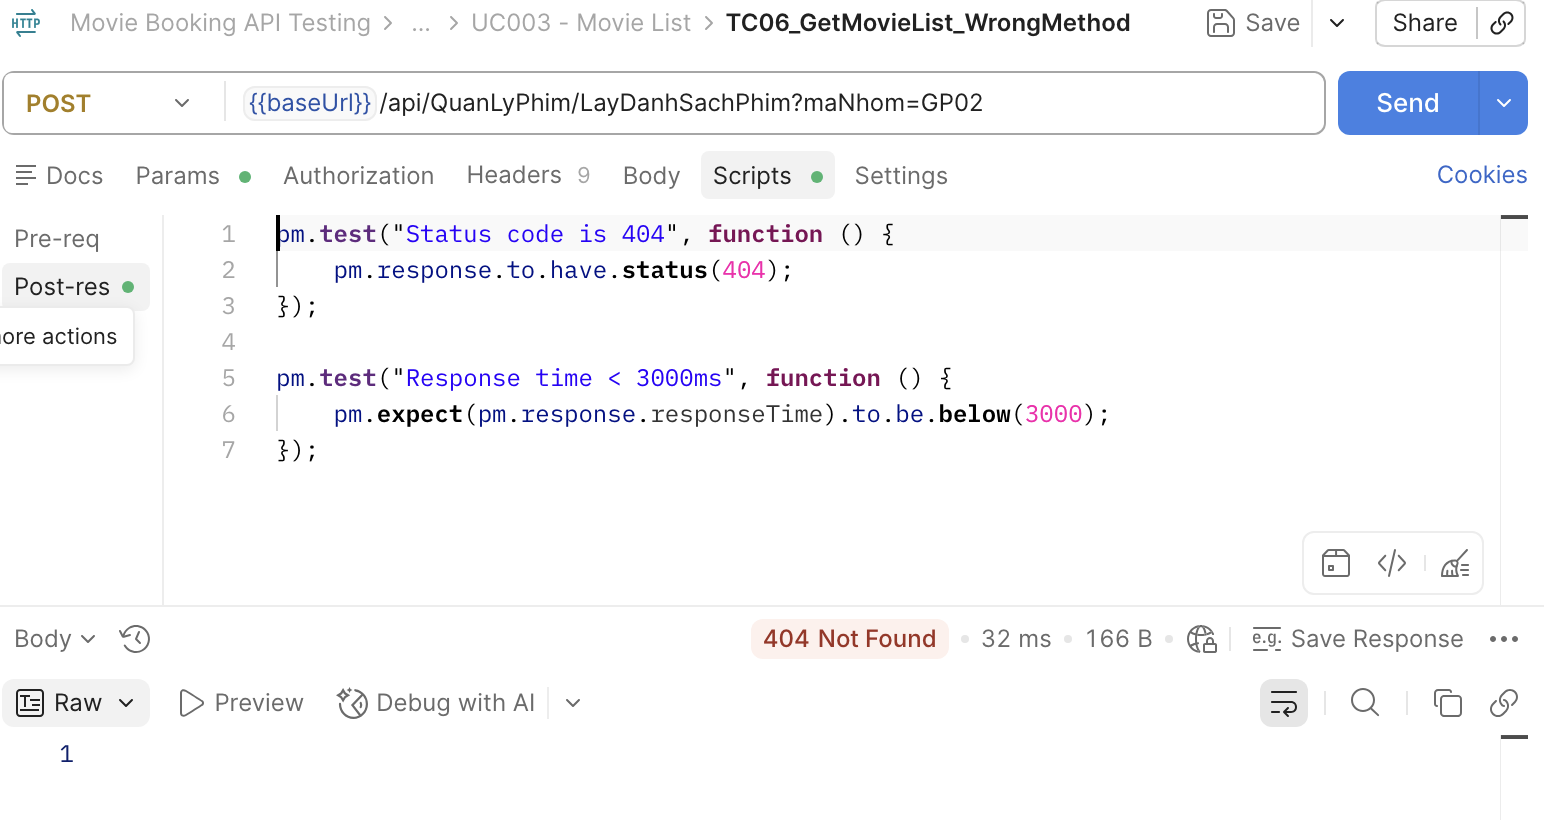 HTTP Movie Booking API Testing > ... > UC003 - Movie List > TC06_GetMovieList_WrongMethod Save Share
POST {{baseUrl}} /api/QuanLyPhim/LayDanhSachPhim?maNhom=GP02 Send
Docs Params Authorization Headers 9 Body Scripts Settings Cookies
Pre-req
Post-res
ore actions
1 pm.test("Status code is 404", function () {
2 pm.response.to.have.status(404);
3 });
4
5 pm.test("Response time < 3000ms", function () {
6 pm.expect(pm.response.responseTime).to.be.below(3000);
7 });
Body 404 Not Found • 32 ms • 166 B • e.g. Save Response •••
Raw Preview Debug with AI
1